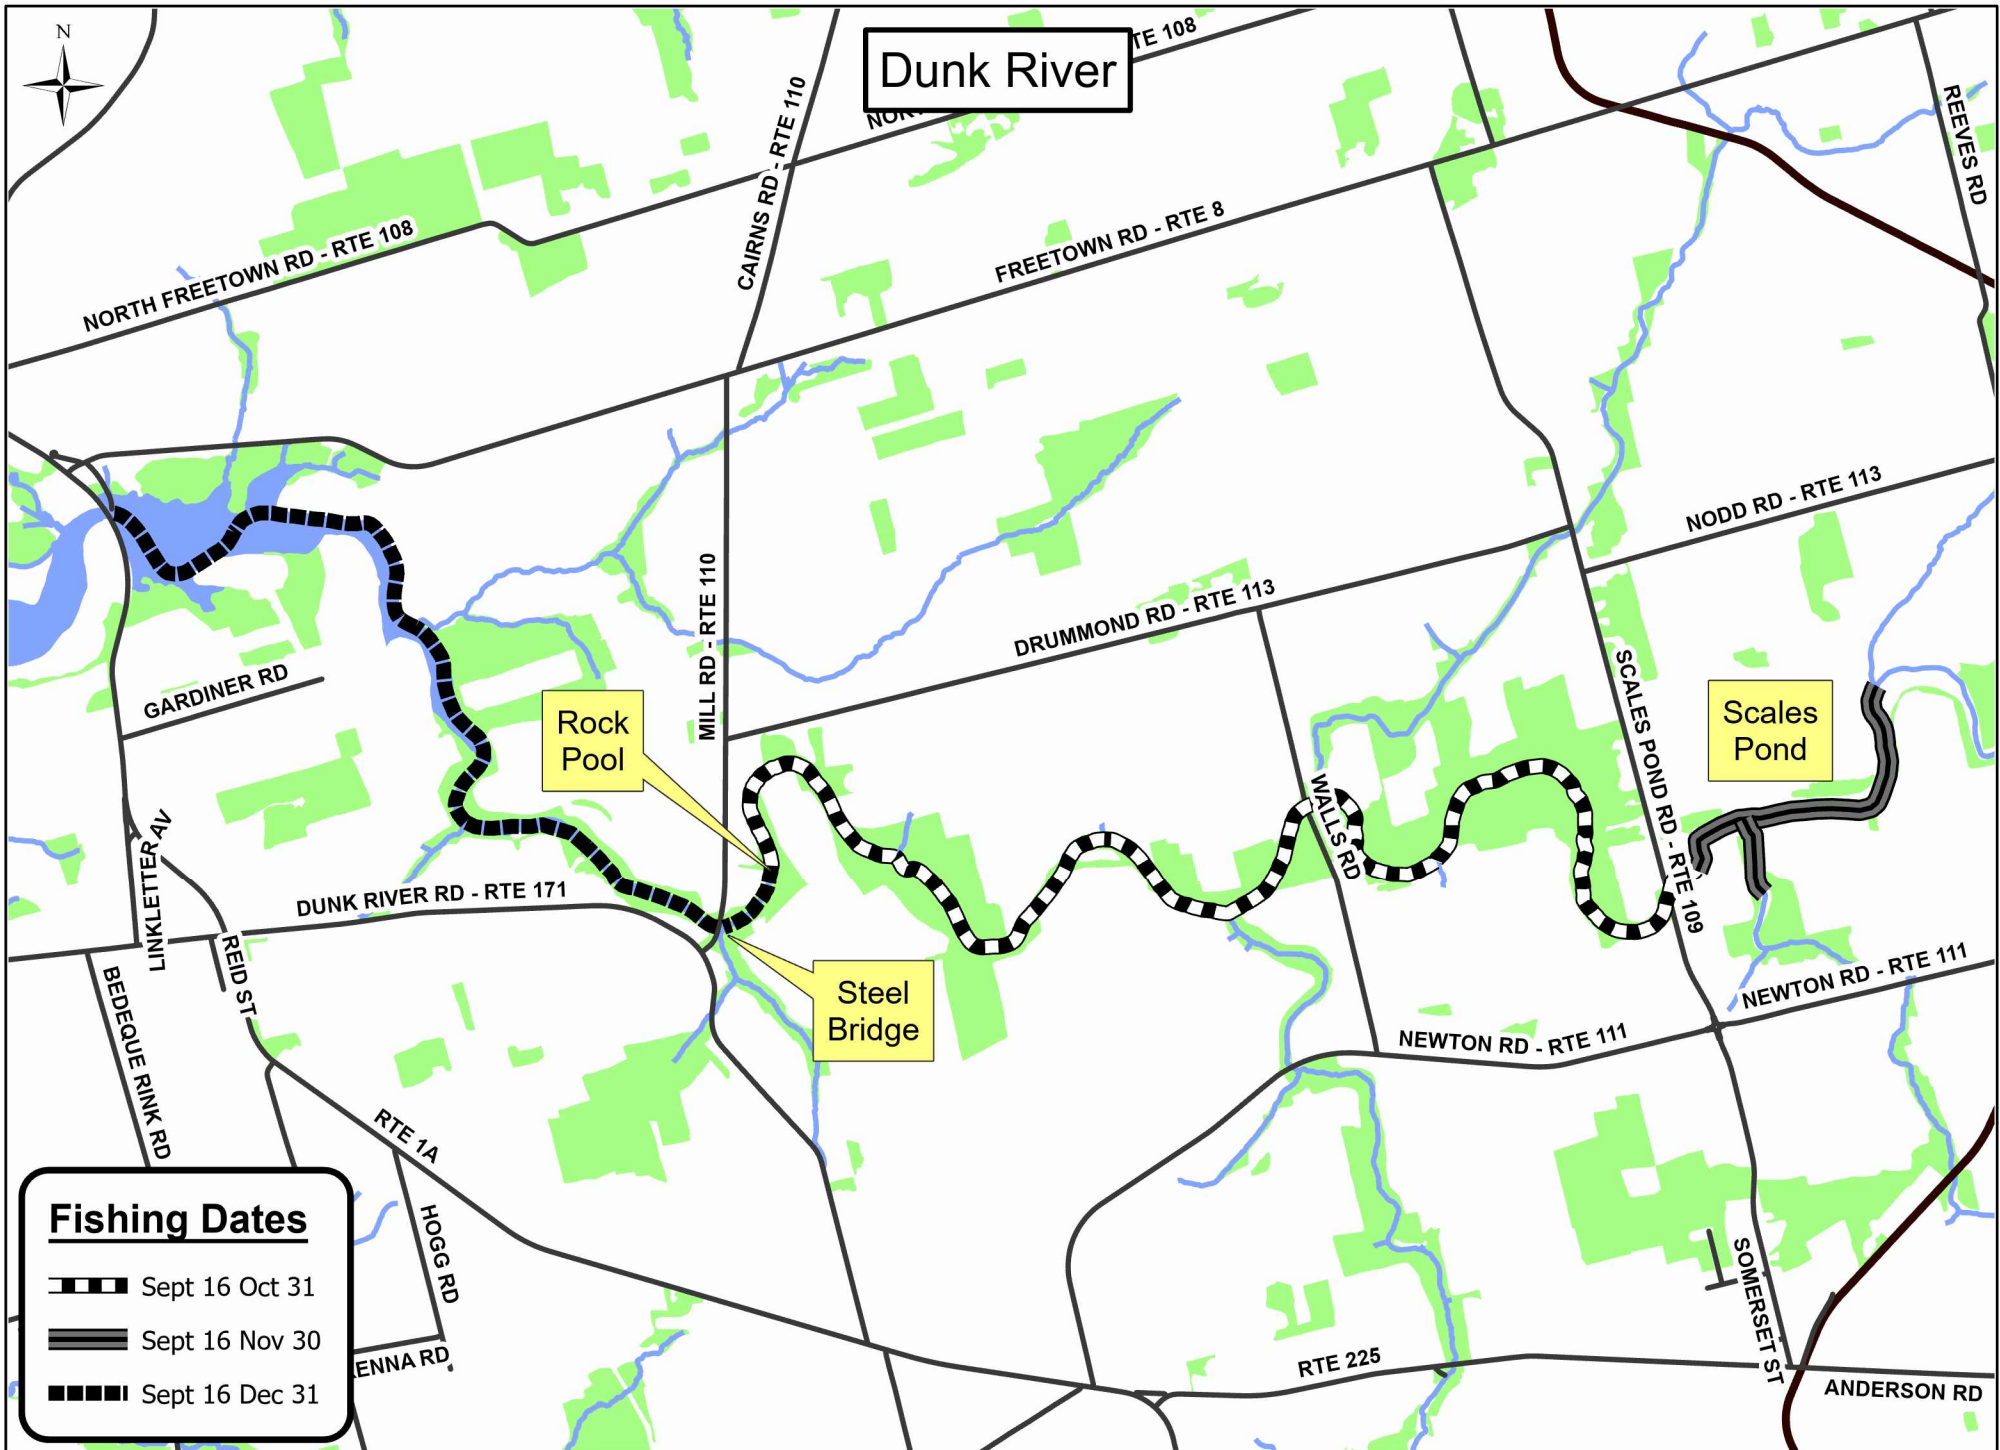 N
Dunk River
TE 108
NOR
CAIRNS RD - RTE 110
REEVES RD
NORTH FREETOWN RD - RTE 108
FREETOWN RD - RTE 8
NODD RD - RTE 113
DRUMMOND RD - RTE 113
MILL RD - RTE 110
GARDINER RD
Rock
Pool
SCALES POND RD - RTE 109
Scales
Pond
WALLS RD
LINKLETTER AV
DUNK RIVER RD - RTE 171
REID ST
BEDEQUE RINK RD
Steel
Bridge
NEWTON RD - RTE 111
NEWTON RD - RTE 111
RTE 1A
HOGG RD
ENNA RD
SOMERSET ST
RTE 225
ANDERSON RD
Fishing Dates
Sept 16 Oct 31
Sept 16 Nov 30
Sept 16 Dec 31